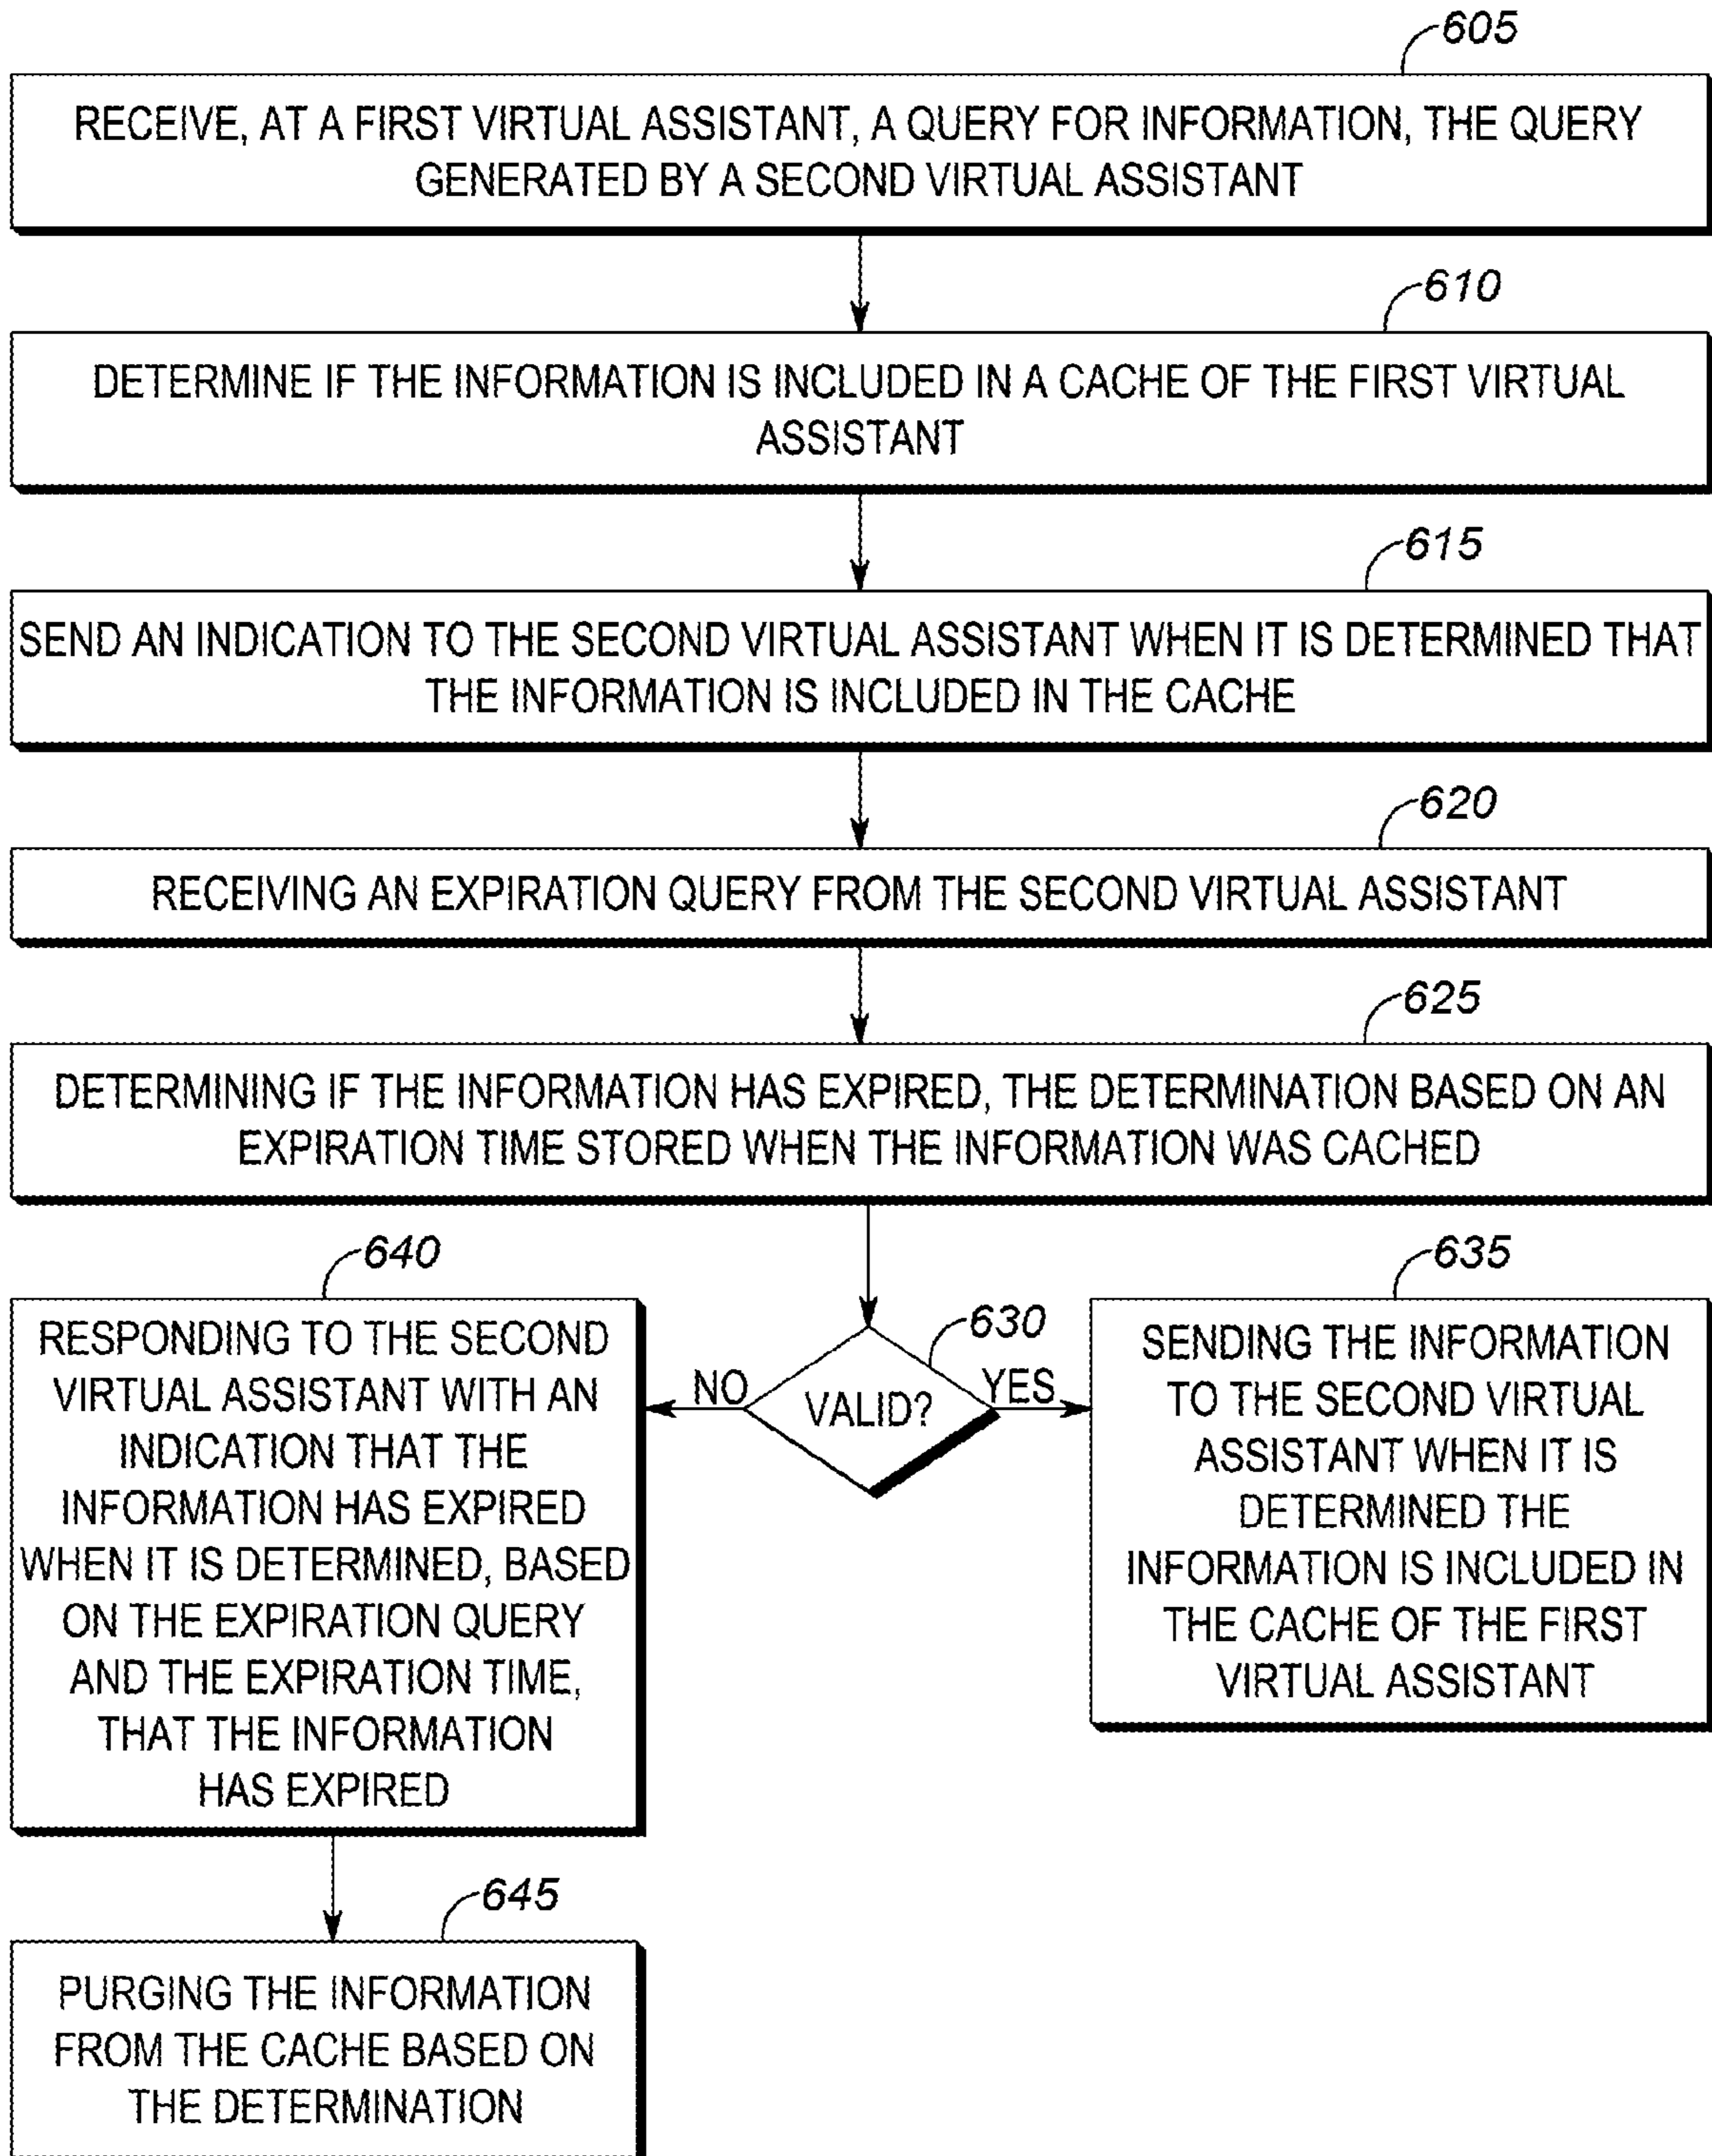 605
RECEIVE, AT A FIRST VIRTUAL ASSISTANT, A QUERY FOR INFORMATION, THE QUERY
GENERATED BY A SECOND VIRTUAL ASSISTANT
610
DETERMINE IF THE INFORMATION IS INCLUDED IN A CACHE OF THE FIRST VIRTUAL
ASSISTANT
615
SEND AN INDICATION TO THE SECOND VIRTUAL ASSISTANT WHEN IT IS DETERMINED THAT
THE INFORMATION IS INCLUDED IN THE CACHE
620
RECEIVING AN EXPIRATION QUERY FROM THE SECOND VIRTUAL ASSISTANT
625
DETERMINING IF THE INFORMATION HAS EXPIRED, THE DETERMINATION BASED ON AN
EXPIRATION TIME STORED WHEN THE INFORMATION WAS CACHED
630
VALID?
NO
YES
640
RESPONDING TO THE SECOND
VIRTUAL ASSISTANT WITH AN
INDICATION THAT THE
INFORMATION HAS EXPIRED
WHEN IT IS DETERMINED, BASED
ON THE EXPIRATION QUERY
AND THE EXPIRATION TIME,
THAT THE INFORMATION
HAS EXPIRED
635
SENDING THE INFORMATION
TO THE SECOND VIRTUAL
ASSISTANT WHEN IT IS
DETERMINED THE
INFORMATION IS INCLUDED IN
THE CACHE OF THE FIRST
VIRTUAL ASSISTANT
645
PURGING THE INFORMATION
FROM THE CACHE BASED ON
THE DETERMINATION